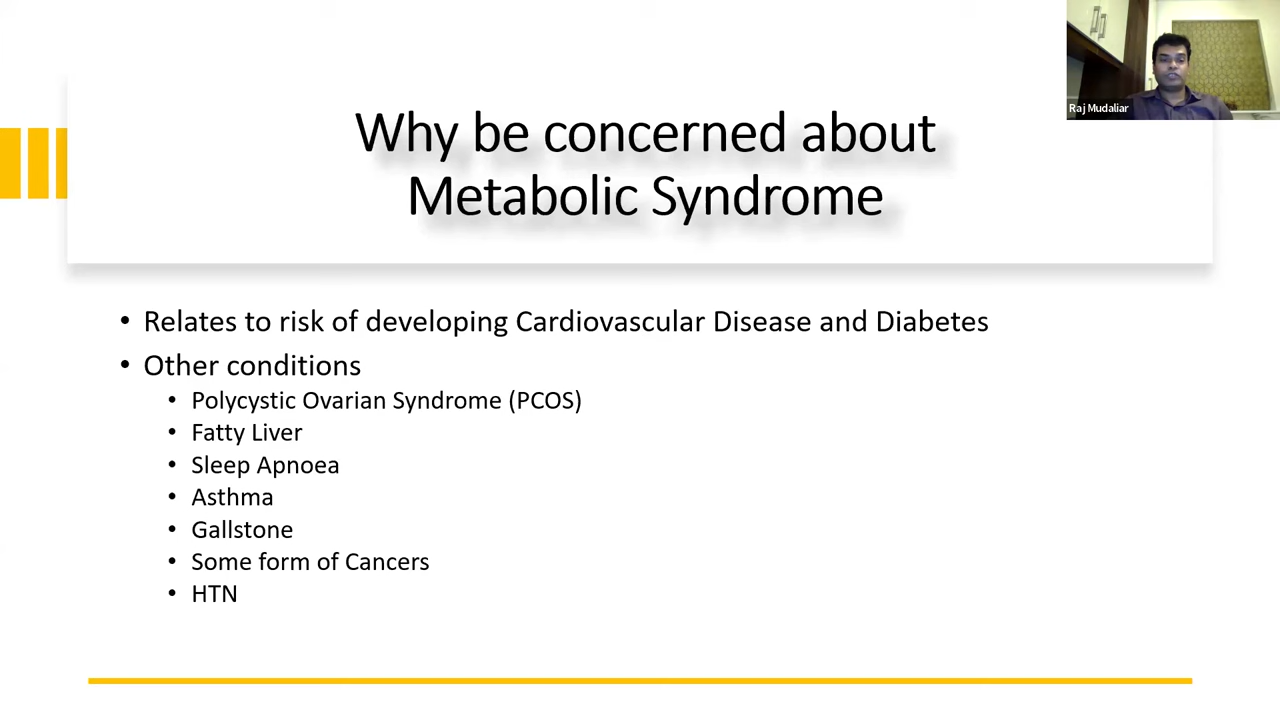 Raj Mudaliar
Why be concerned about
Metabolic Syndrome
• Relates to risk of developing Cardiovascular Disease and Diabetes
• Other conditions
• Polycystic Ovarian Syndrome (PCOS)
• Fatty Liver
• Sleep Apnoea
• Asthma
• Gallstone
• Some form of Cancers
• HTN